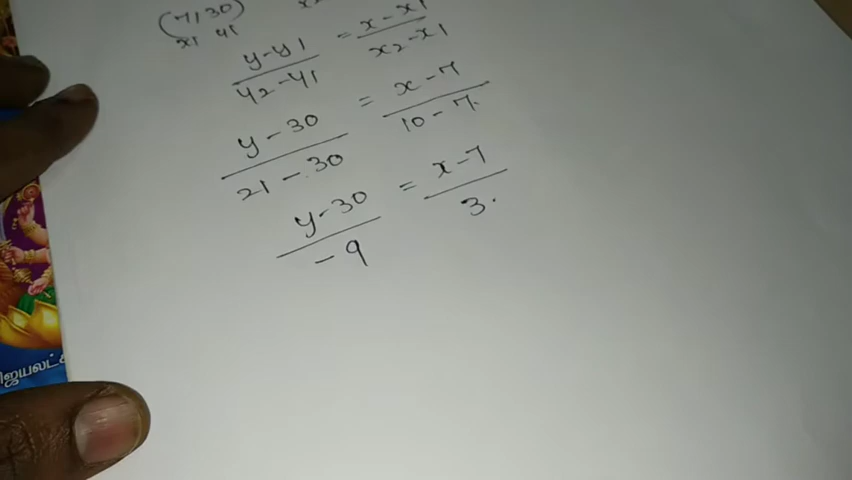 (7, 30)
x1 y1
y-y1 / y2-y1 = x-x1 / x2-x1
y-30 / 21-30 = x-7 / 10-7
y-30 / -9 = x-7 / 3